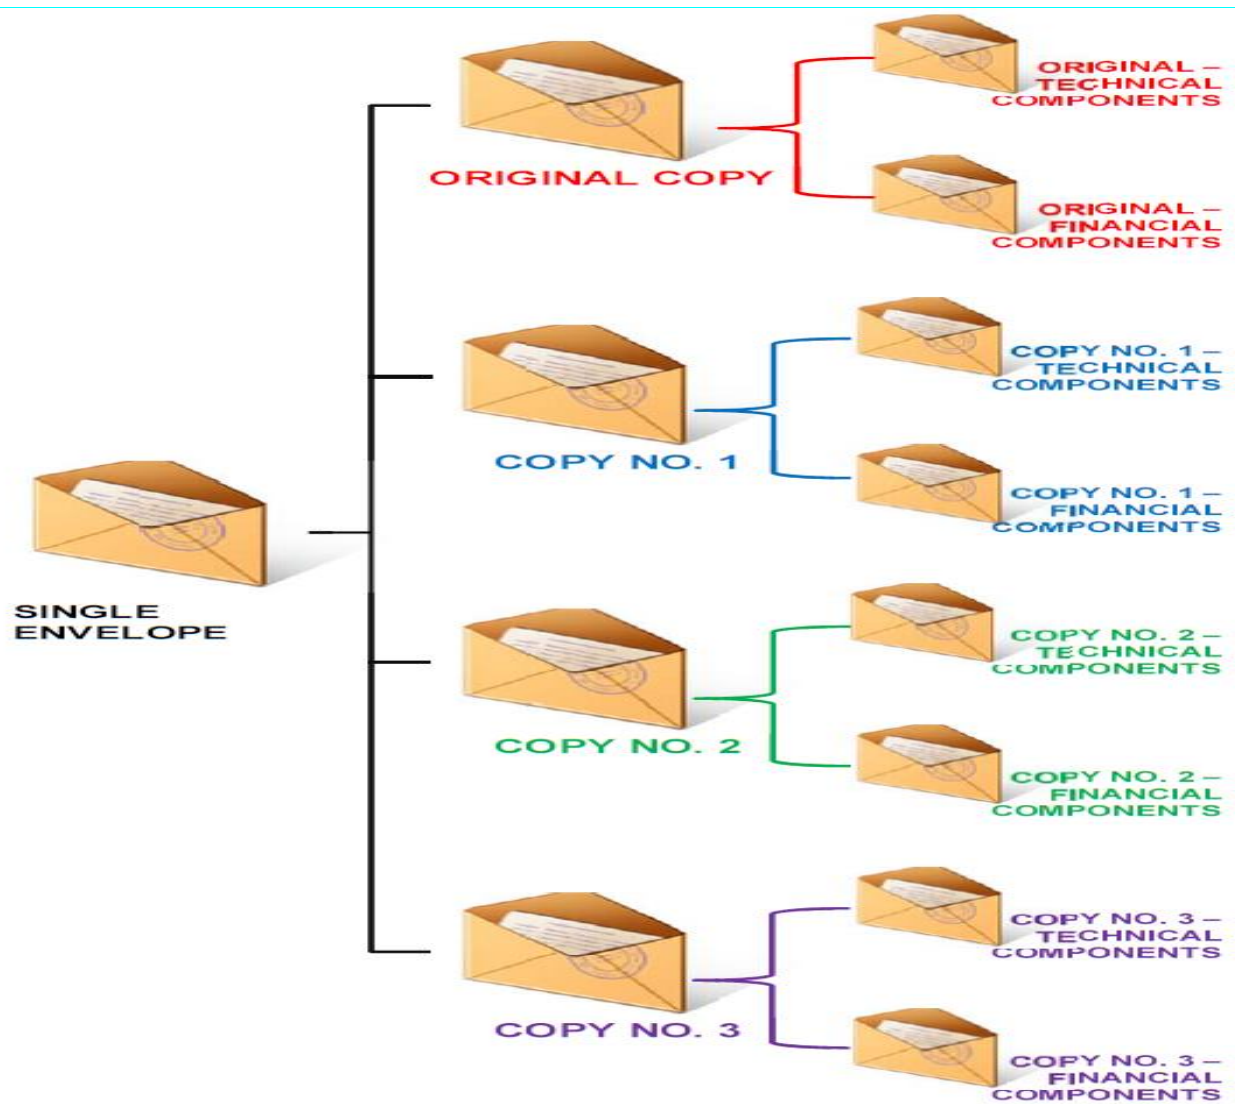 ORIGINAL –
TECHNICAL
COMPONENTS
ORIGINAL COPY
ORIGINAL –
FINANCIAL
COMPONENTS
COPY NO. 1 –
TECHNICAL
COMPONENTS
COPY NO. 1
COPY NO. 1 –
FINANCIAL
COMPONENTS
SINGLE
ENVELOPE
COPY NO. 2 –
TECHNICAL
COMPONENTS
COPY NO. 2
COPY NO. 2 –
FINANCIAL
COMPONENTS
COPY NO. 3 –
TECHNICAL
COMPONENTS
COPY NO. 3
COPY NO. 3 –
FINANCIAL
COMPONENTS